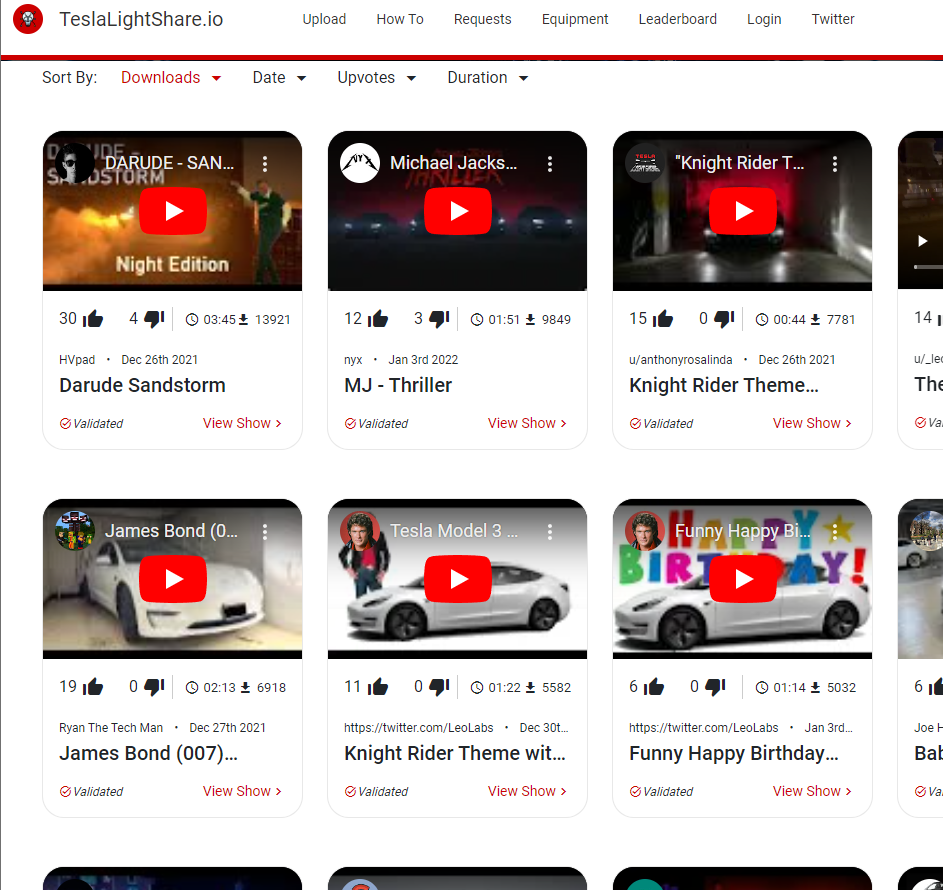 TeslaLightShare.io
Upload How To Requests Equipment Leaderboard Login Twitter
Sort By: Downloads Date Upvotes Duration
DARUDE - SAN...
DARUDE -
SANDSTORM
Night Edition
30 4 03:45 13921
HVpad • Dec 26th 2021
Darude Sandstorm
Validated View Show >
NYX
Michael Jacks...
THRILLER
12 3 01:51 9849
nyx • Jan 3rd 2022
MJ - Thriller
Validated View Show >
TESLA
"Knight Rider T...
15 0 00:44 7781
u/anthonyrosalinda • Dec 26th 2021
Knight Rider Theme...
Validated View Show >
14
u/_leo
The
Val
James Bond (0...
19 0 02:13 6918
Ryan The Tech Man • Dec 27th 2021
James Bond (007)...
Validated View Show >
Tesla Model 3 ...
11 0 01:22 5582
https://twitter.com/LeoLabs • Dec 30t...
Knight Rider Theme wit...
Validated View Show >
Funny Happy Bi...
HAPPY
BIRTHDAY!
6 0 01:14 5032
https://twitter.com/LeoLabs • Jan 3rd...
Funny Happy Birthday...
Validated View Show >
6
Joe H
Bab
Val